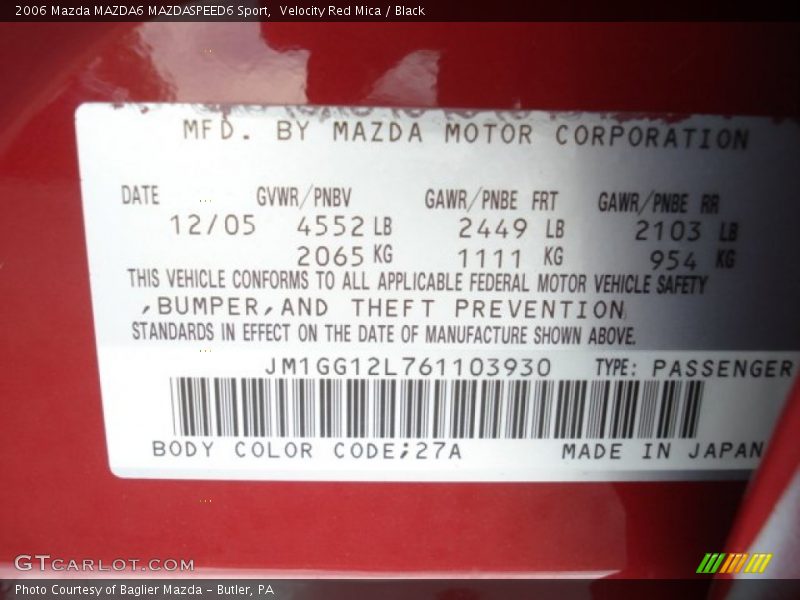 2006 Mazda MAZDA6 MAZDASPEED6 Sport, Velocity Red Mica / Black
MFD. BY MAZDA MOTOR CORPORATION
DATE GVWR/PNBV GAWR/PNBE FRT GAWR/PNBE RR
12/05 4552 LB 2449 LB 2103 LB
2065 KG 1111 KG 954 KG
THIS VEHICLE CONFORMS TO ALL APPLICABLE FEDERAL MOTOR VEHICLE SAFETY
,BUMPER,AND THEFT PREVENTION
STANDARDS IN EFFECT ON THE DATE OF MANUFACTURE SHOWN ABOVE.
JM1GG12L761103930 TYPE: PASSENGER
BODY COLOR CODE;27A MADE IN JAPAN
GTCARLOT.COM
Photo Courtesy of Baglier Mazda - Butler, PA